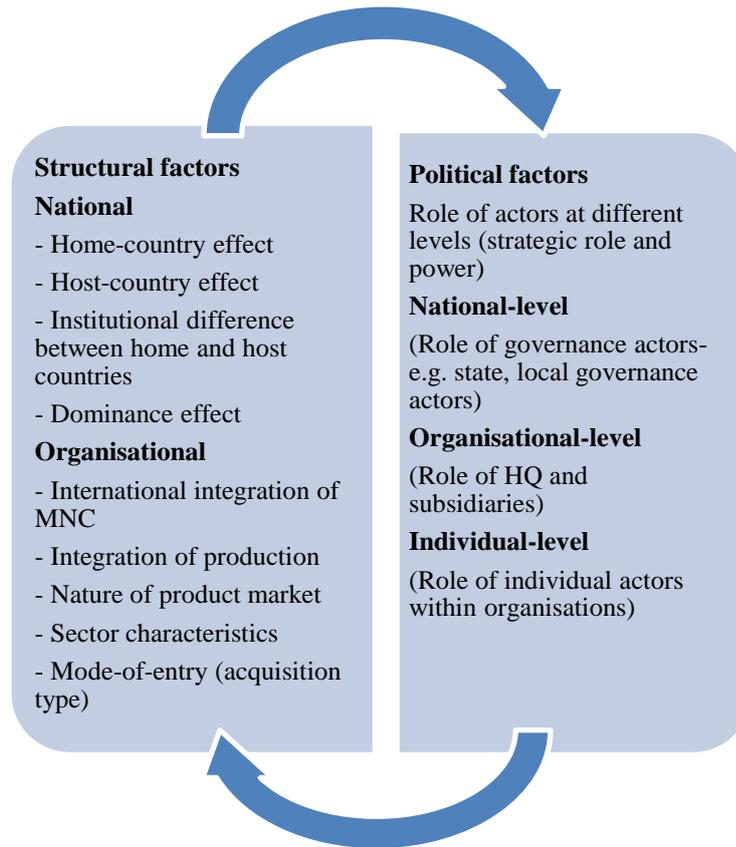 Structural factors
National
- Home-country effect
- Host-country effect
- Institutional difference
between home and host
countries
- Dominance effect
Organisational
- International integration of
MNC
- Integration of production
- Nature of product market
- Sector characteristics
- Mode-of-entry (acquisition
type)
Political factors
Role of actors at different
levels (strategic role and
power)
National-level
(Role of governance actors-
e.g. state, local governance
actors)
Organisational-level
(Role of HQ and
subsidiaries)
Individual-level
(Role of individual actors
within organisations)